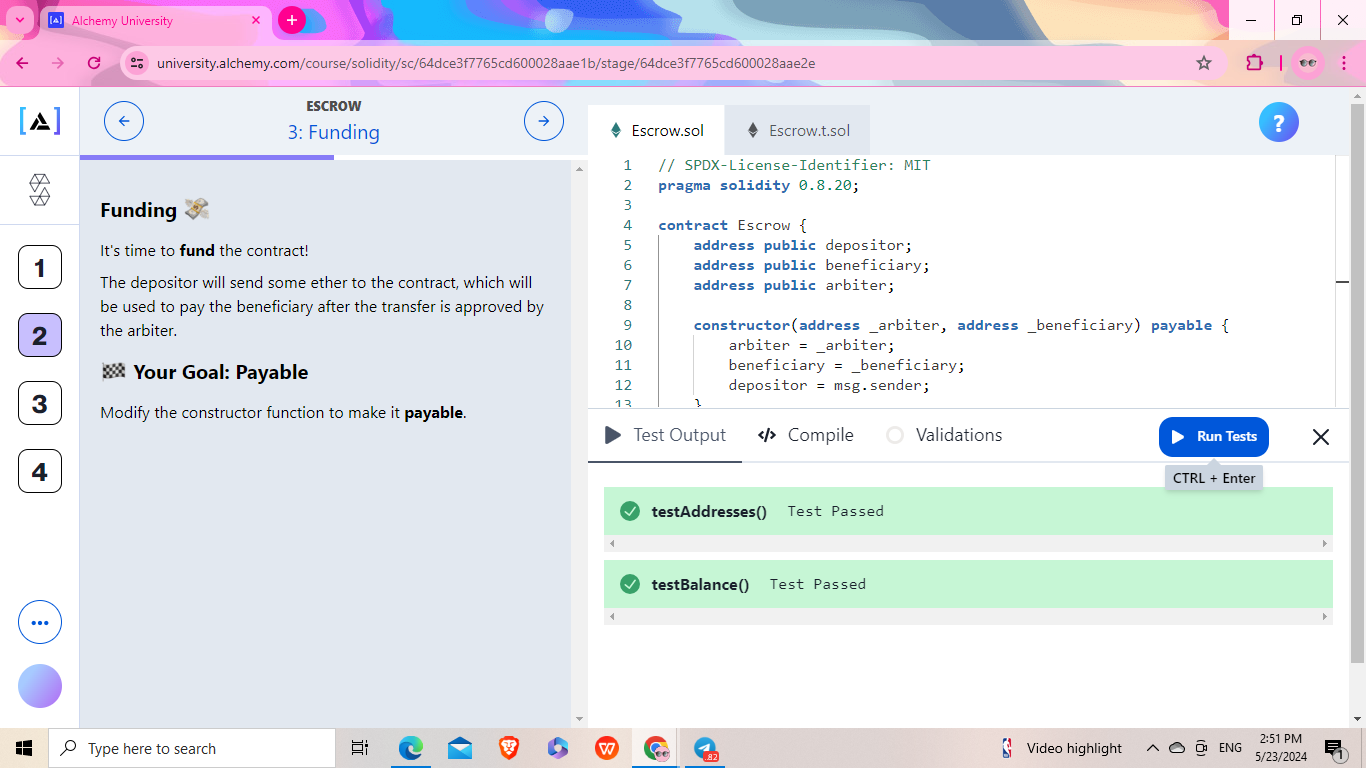 Alchemy University
university.alchemy.com/course/solidity/sc/64dce3f7765cd600028aae1b/stage/64dce3f7765cd600028aae2e
ESCROW
3: Funding
1
2
3
4
Funding 💸
It's time to fund the contract!
The depositor will send some ether to the contract, which will
be used to pay the beneficiary after the transfer is approved by
the arbiter.
🏁 Your Goal: Payable
Modify the constructor function to make it payable.
Escrow.sol
Escrow.t.sol
?
1 // SPDX-License-Identifier: MIT
2 pragma solidity 0.8.20;
3
4 contract Escrow {
5 address public depositor;
6 address public beneficiary;
7 address public arbiter;
8
9 constructor(address _arbiter, address _beneficiary) payable {
10 arbiter = _arbiter;
11 beneficiary = _beneficiary;
12 depositor = msg.sender;
13 }
Test Output
Compile
Validations
Run Tests
CTRL + Enter
testAddresses() Test Passed
testBalance() Test Passed
Type here to search
82
Video highlight
ENG
2:51 PM
5/23/2024
1